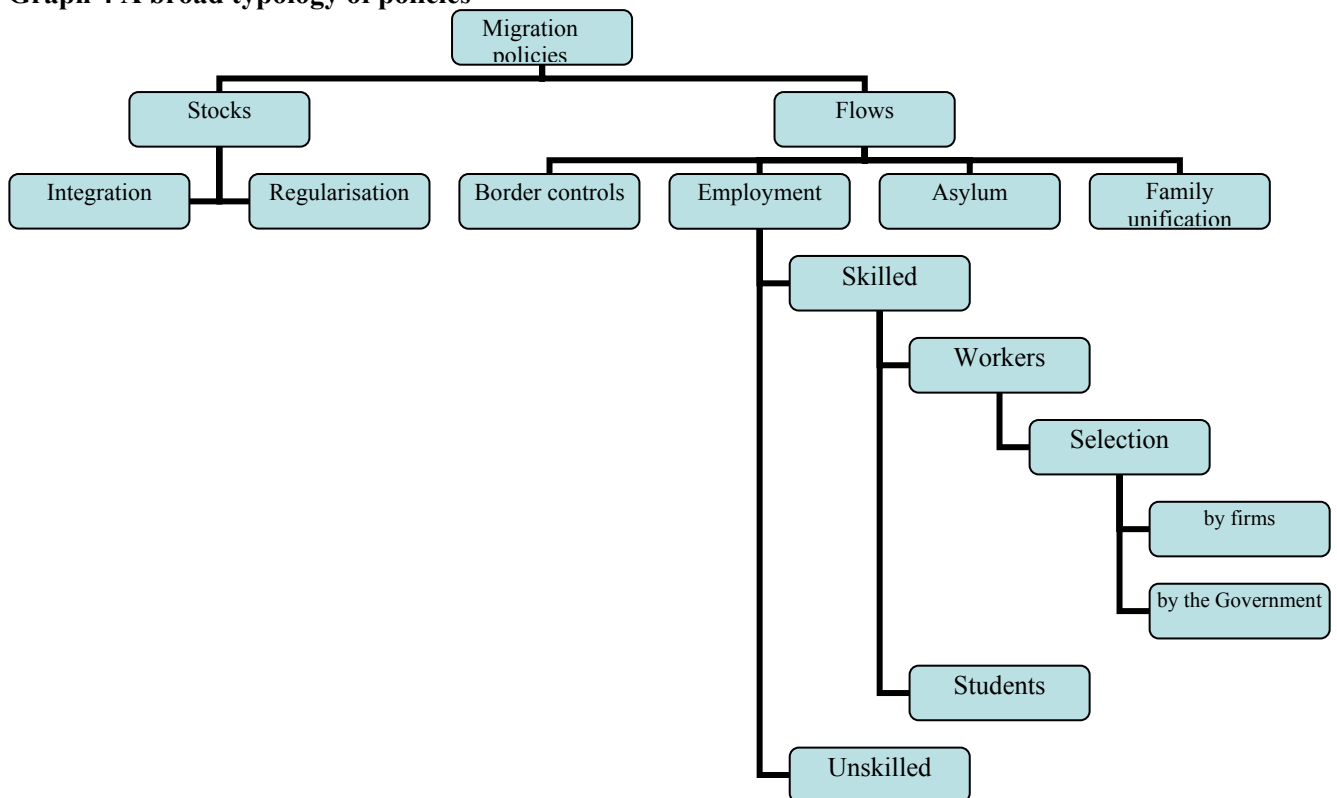 Graph 4 A broad typology of policies
Migration
policies
Stocks
Flows
Integration
Regularisation
Border controls
Employment
Asylum
Family
unification
Skilled
Workers
Selection
by firms
by the Government
Students
Unskilled